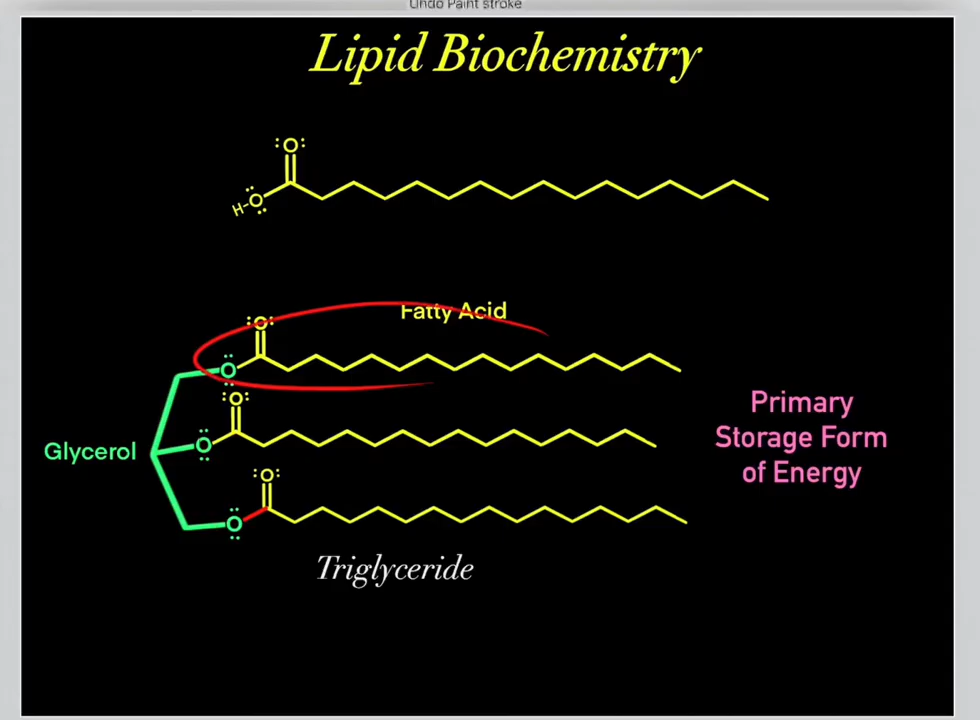 Undo Paint stroke
Lipid Biochemistry
:O:
H-O
Fatty Acid
:O:
O
:O:
Glycerol
O
:O:
O
Primary
Storage Form
of Energy
Triglyceride